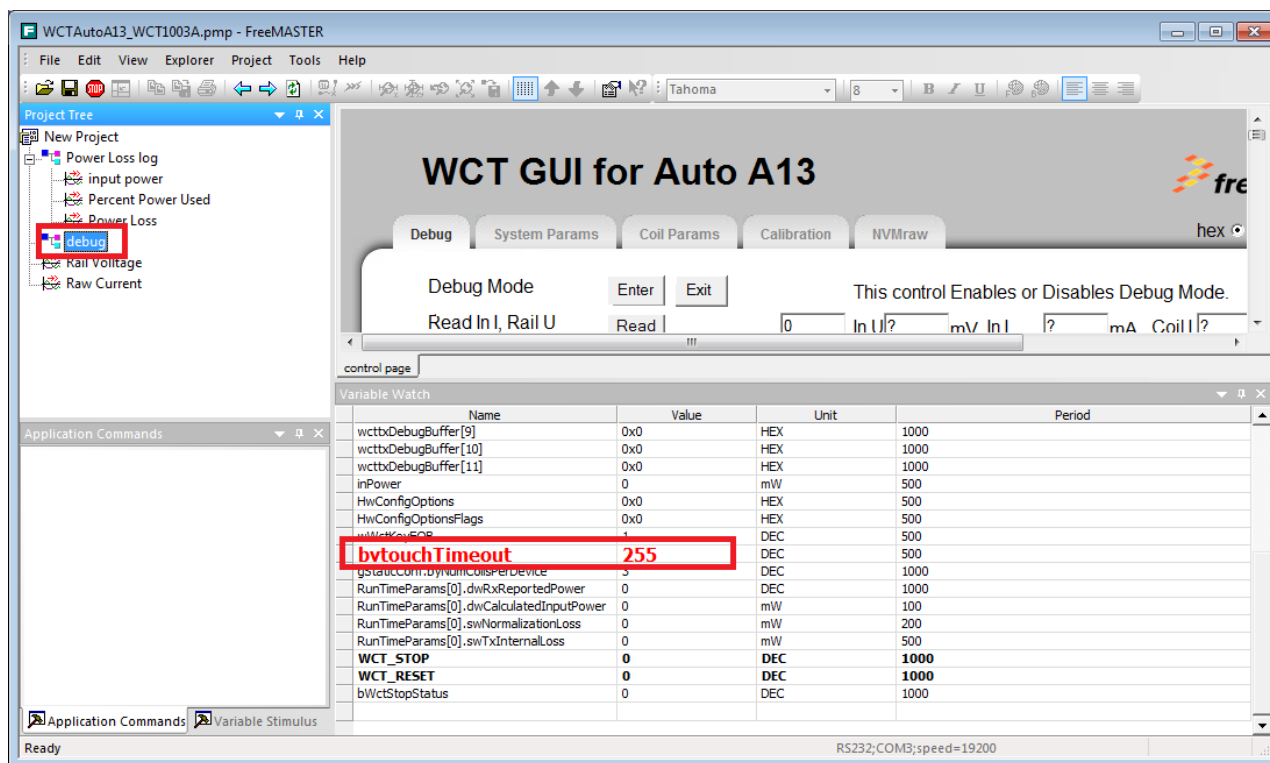 WCTAutoA13_WCT1003A.pmp - FreeMASTER
File Edit View Explorer Project Tools Help
STOP Tahoma 8 B I U
Project Tree
New Project
Power Loss log
input power
Percent Power Used
Power Loss
debug
Rail Volltage
Raw Current
WCT GUI for Auto A13
fre
Debug System Params Coil Params Calibration NVMraw hex
Debug Mode Enter Exit This control Enables or Disables Debug Mode.
Read In I, Rail U Read 0 In U ? mV In I ? mA Coil I ?
control page
Variable Watch
Name Value Unit Period
wcttxDebugBuffer[9] 0x0 HEX 1000
wcttxDebugBuffer[10] 0x0 HEX 1000
wcttxDebugBuffer[11] 0x0 HEX 1000
inPower 0 mW 500
HwConfigOptions 0x0 HEX 500
HwConfigOptionsFlags 0x0 HEX 500
wWctKeyFOB 1 DEC 500
bytouchTimeout 255 DEC 500
gStaticConf.byNumCoilsPerDevice 3 DEC 1000
RunTimeParams[0].dwRxReportedPower 0 DEC 1000
RunTimeParams[0].dwCalculatedInputPower 0 mW 100
RunTimeParams[0].swNormalizationLoss 0 mW 200
RunTimeParams[0].swTxInternalLoss 0 mW 500
WCT_STOP 0 DEC 1000
WCT_RESET 0 DEC 1000
bWctStopStatus 0 DEC 1000
Application Commands
Application Commands Variable Stimulus
Ready RS232;COM3;speed=19200